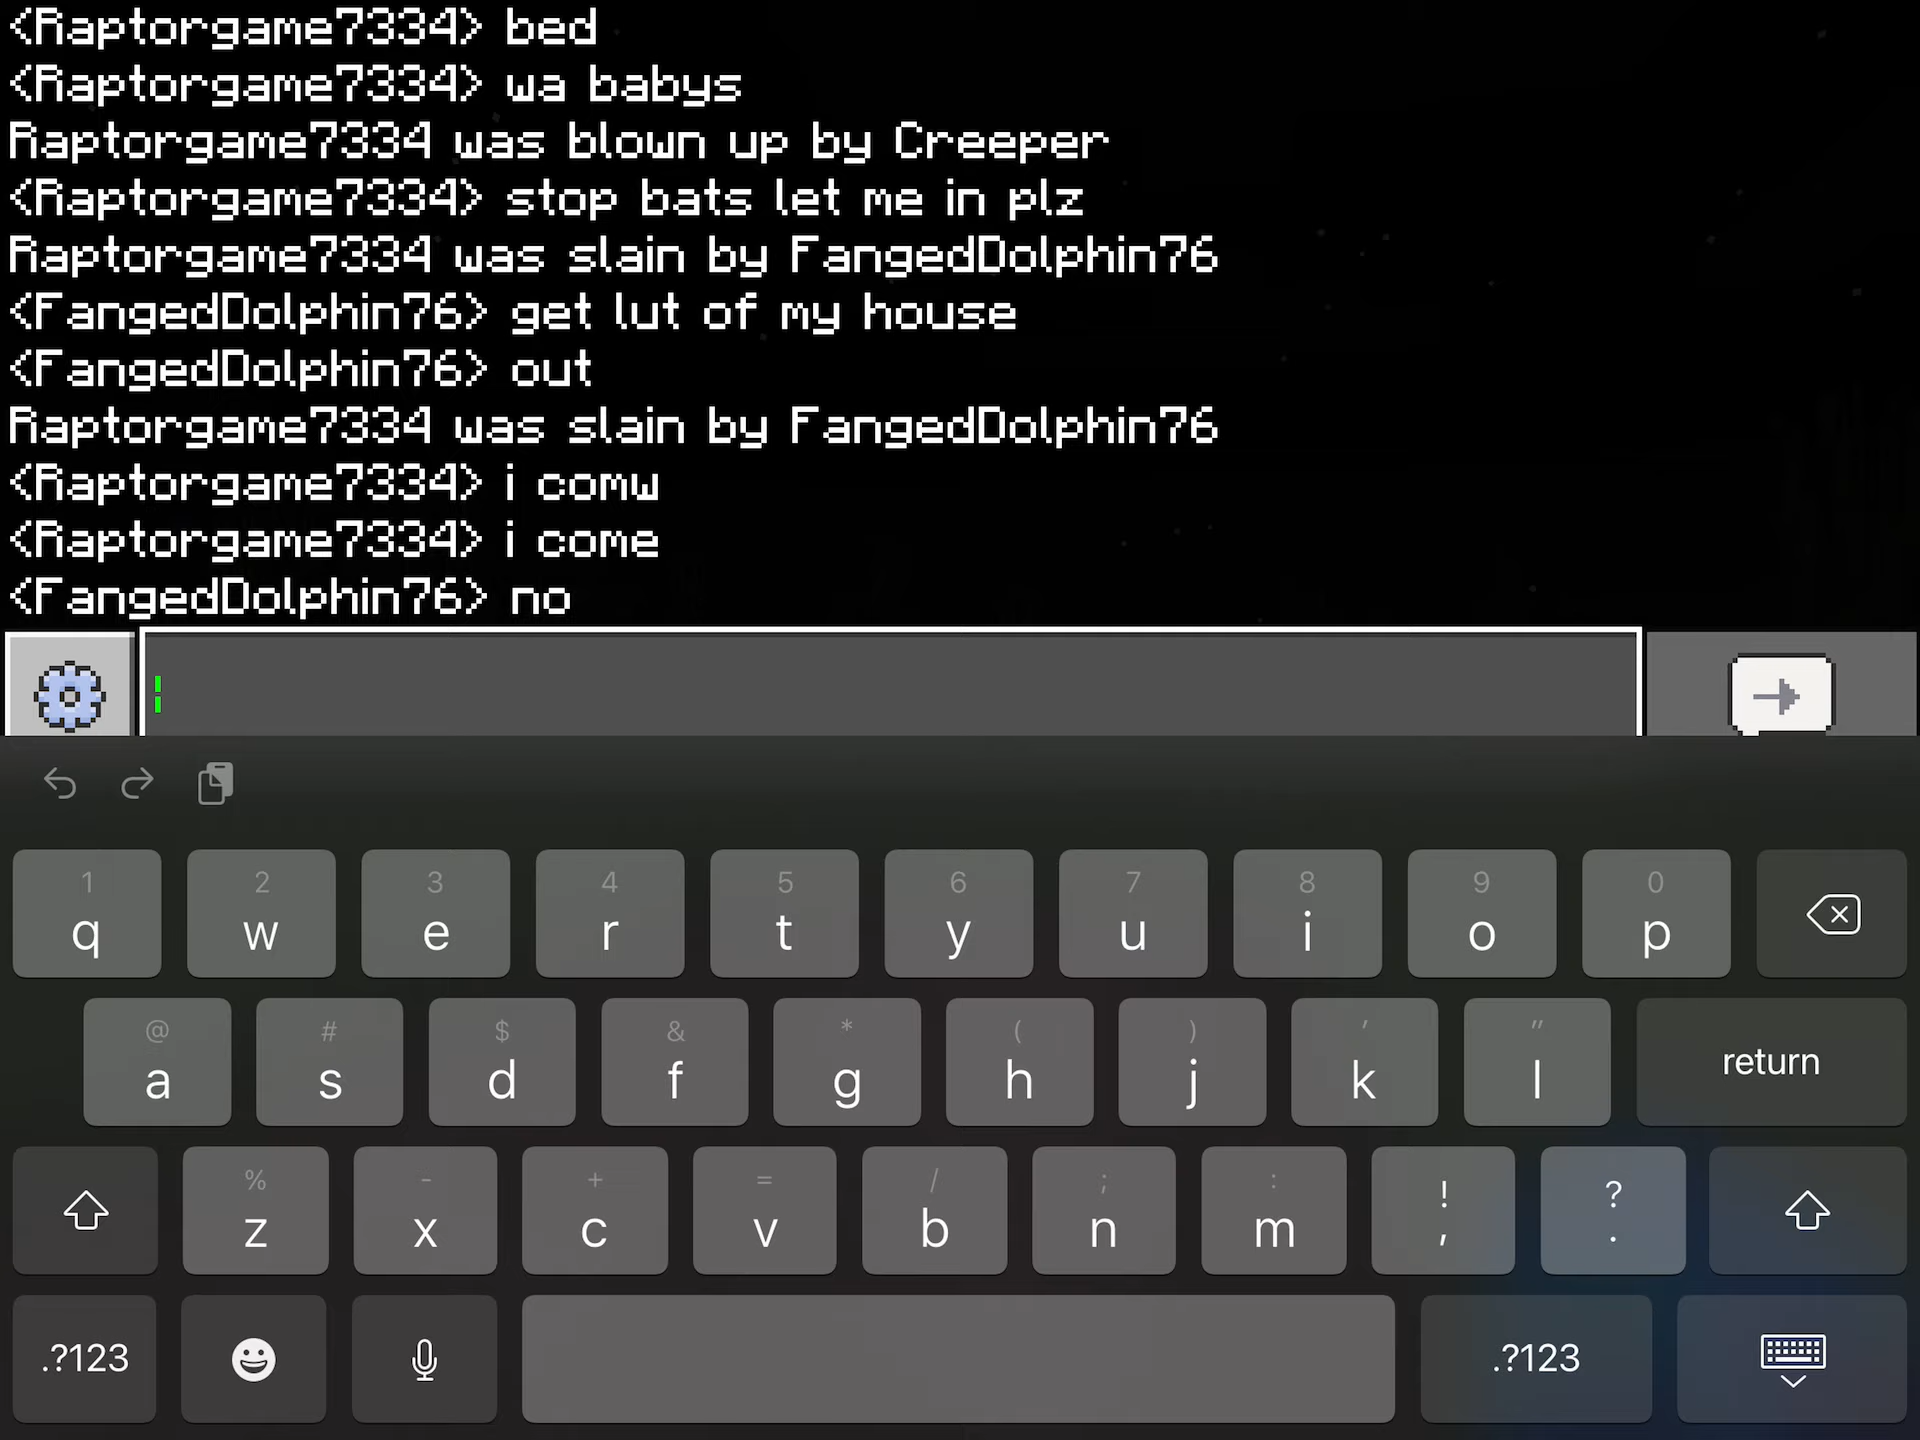 <Raptorgame7334> bed
<Raptorgame7334> wa babys
Raptorgame7334 was blown up by Creeper
<Raptorgame7334> stop bats let me in plz
Raptorgame7334 was slain by FangedDolphin76
<FangedDolphin76> get lut of my house
<FangedDolphin76> out
Raptorgame7334 was slain by FangedDolphin76
<Raptorgame7334> i comw
<Raptorgame7334> i come
<FangedDolphin76> no
1 2 3 4 5 6 7 8 9 0
q w e r t y u i o p
@ # $ & * ( ) ' "
a s d f g h j k l return
% - + = / ; : ! ?
z x c v b n m , .
.?123 .?123